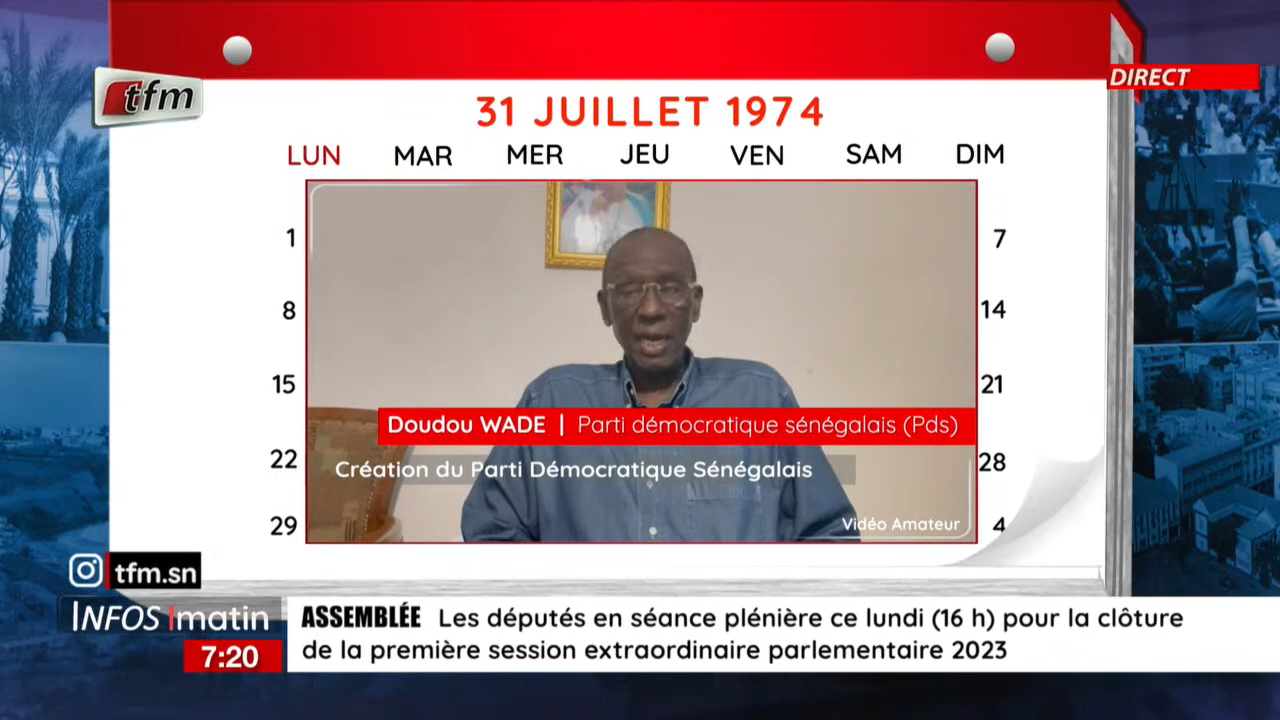 tfm
DIRECT
31 JUILLET 1974
LUN MAR MER JEU VEN SAM DIM
1 7
8 14
15 21
22 28
29 4
Doudou WADE | Parti démocratique sénégalais (Pds)
Création du Parti Démocratique Sénégalais
Vidéo Amateur
tfm.sn
INFOS matin
7:20
ASSEMBLÉE Les députés en séance plénière ce lundi (16 h) pour la clôture
de la première session extraordinaire parlementaire 2023